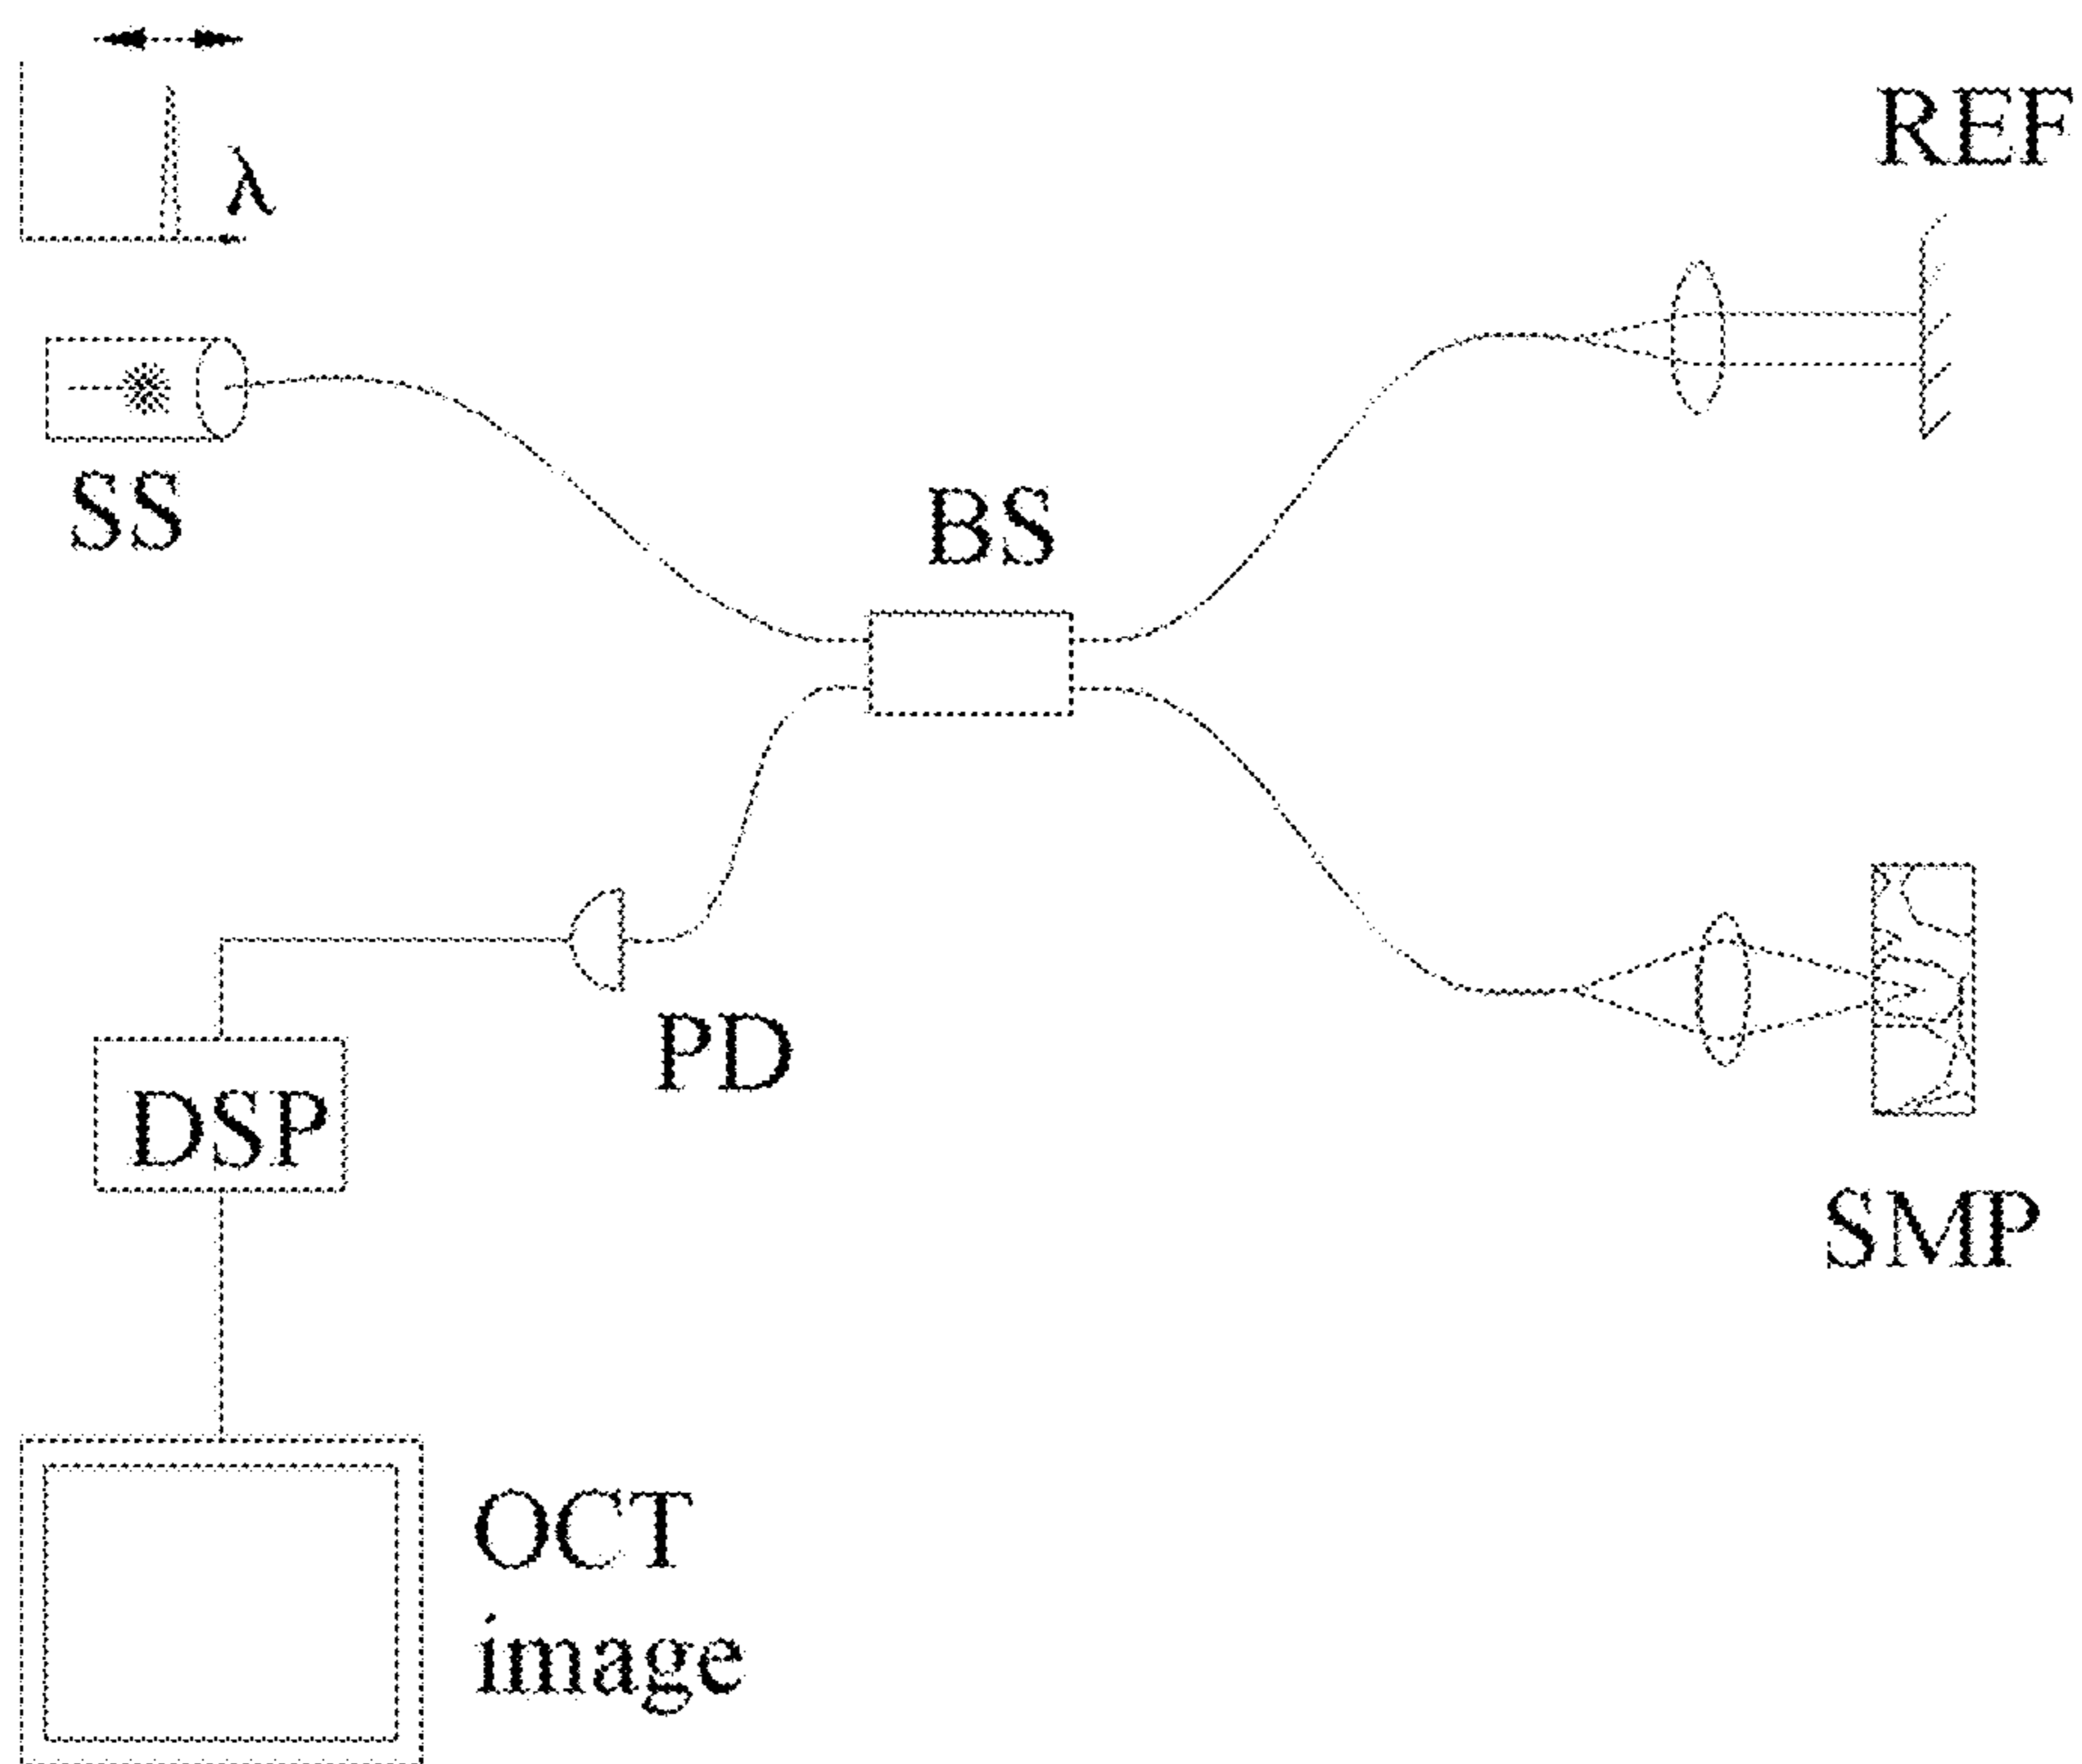 λ
REF
SS
BS
PD
DSP
SMP
OCT
image